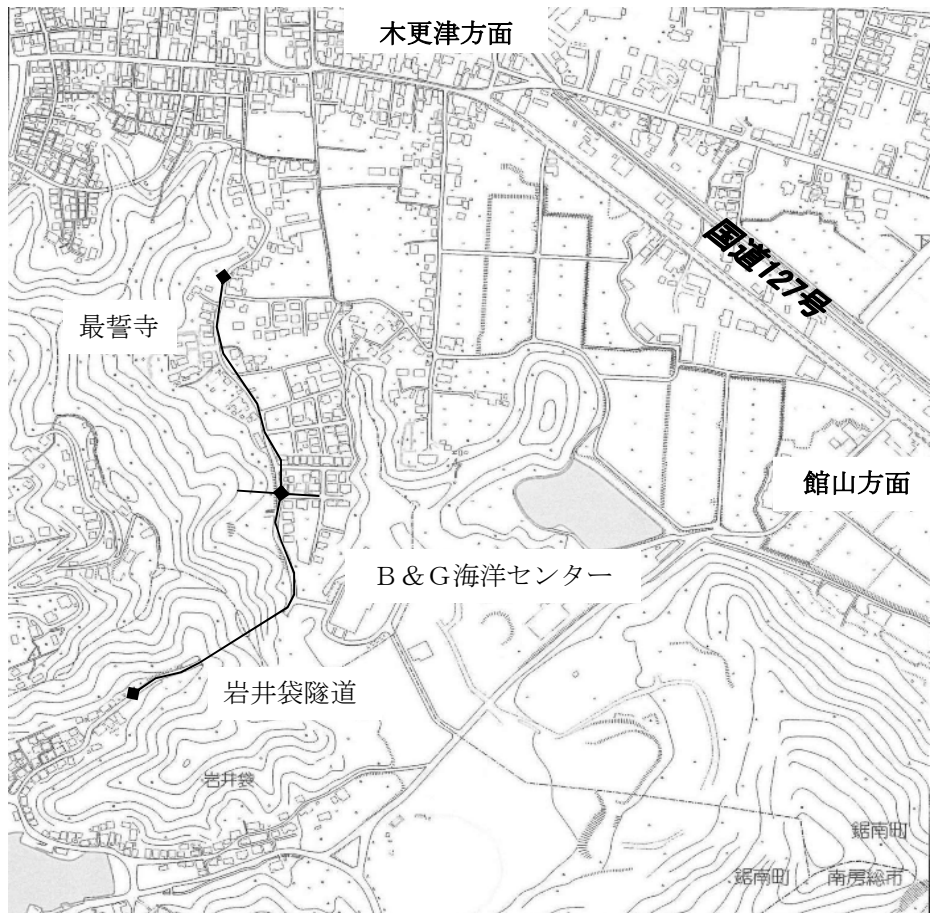 木更津方面
国道127号
最誓寺
館山方面
B&G海洋センター
岩井袋隧道
岩井袋
鋸南町
鋸南町
南房総市